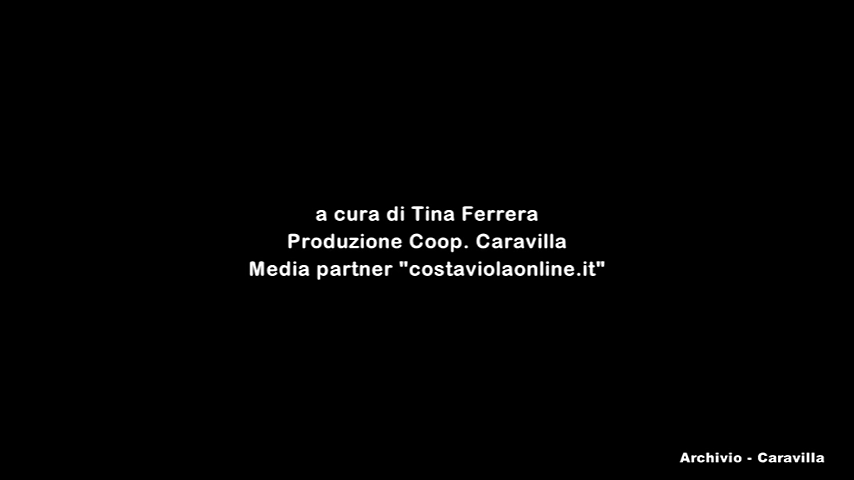 a cura di Tina Ferrera
Produzione Coop. Caravilla
Media partner "costaviolaonline.it"
Archivio - Caravilla